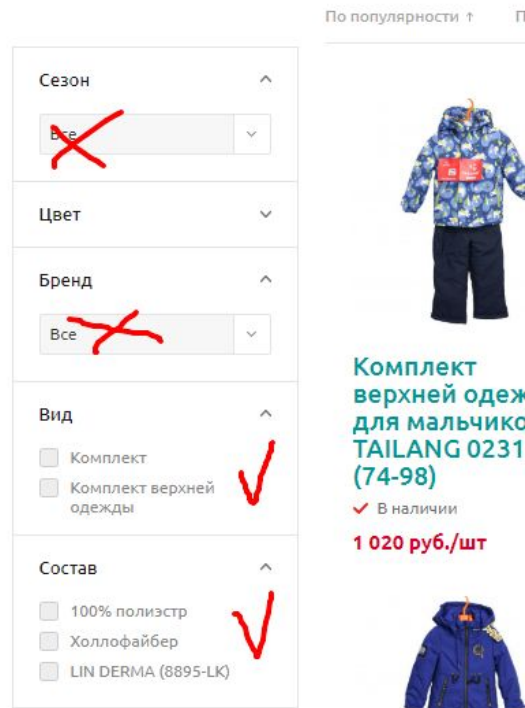 По популярности ↑
Сезон
Все
Цвет
Бренд
Все
Вид
Комплект
Комплект верхней
одежды
Состав
100% полиэстр
Холлофайбер
LIN DERMA (8895-LK)
Комплект
верхней одеж
для мальчико
TAILANG 0231
(74-98)
В наличии
1 020 руб./шт